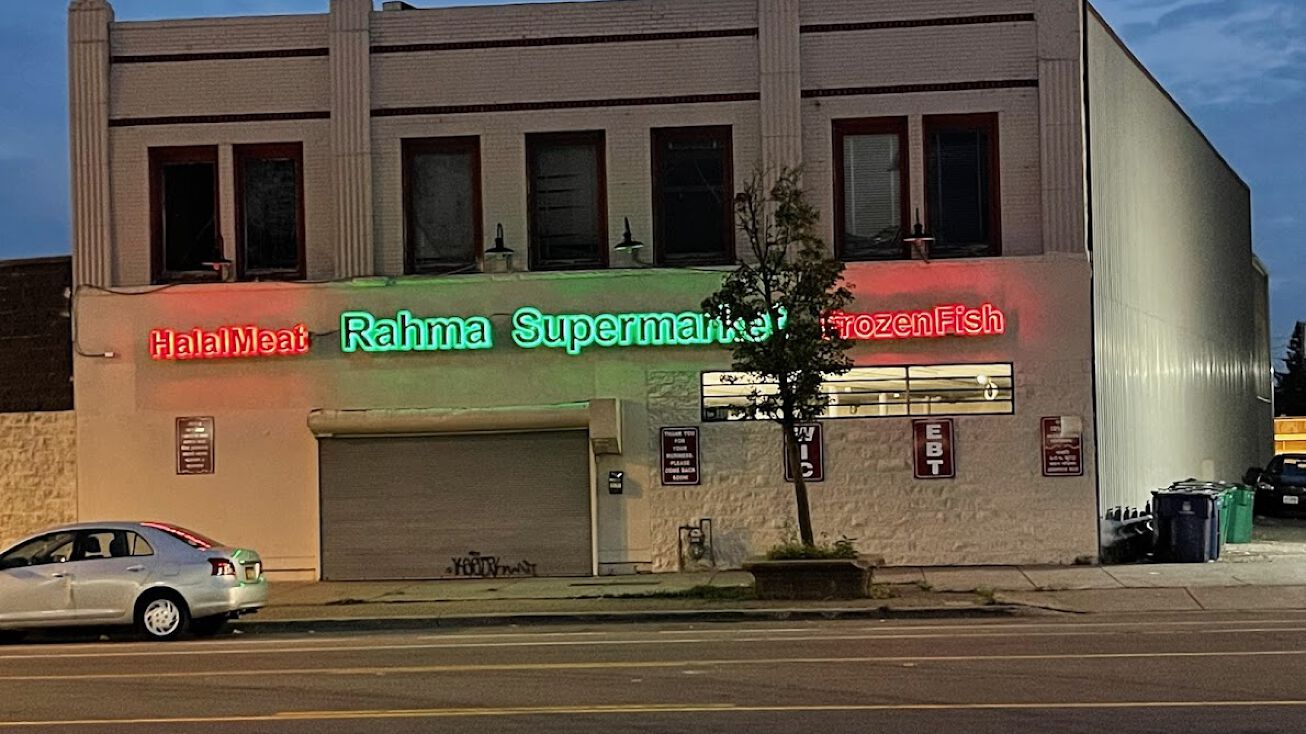 HalalMeat
Rahma Supermarket
FrozenFish
THANK YOU
FOR
YOUR
BUSINESS.
PLEASE
COME BACK
SOON!
WIC
EBT